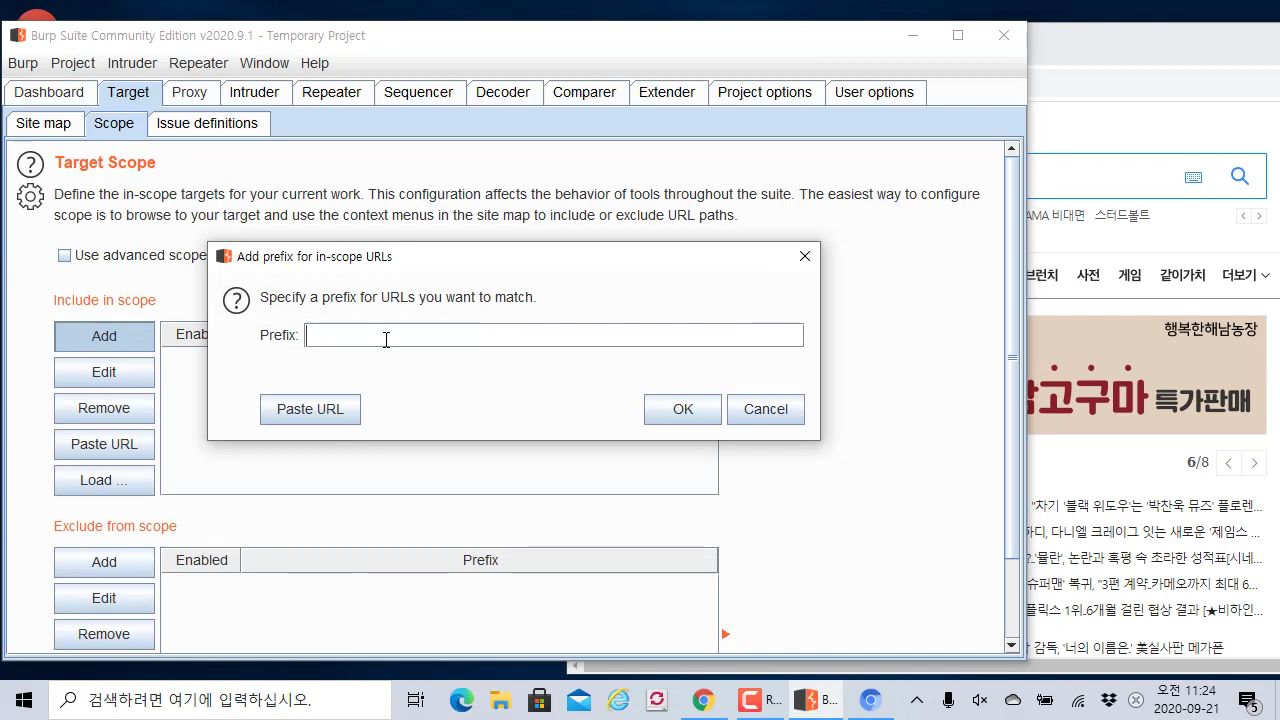 Burp Suite Community Edition v2020.9.1 - Temporary Project
Burp Project Intruder Repeater Window Help
Dashboard Target Proxy Intruder Repeater Sequencer Decoder Comparer Extender Project options User options
Site map Scope Issue definitions
Target Scope
Define the in-scope targets for your current work. This configuration affects the behavior of tools throughout the suite. The easiest way to configure
scope is to browse to your target and use the context menus in the site map to include or exclude URL paths.
Use advanced scope
Include in scope
Add
Edit
Remove
Paste URL
Load ...
Enab
Add prefix for in-scope URLs
Specify a prefix for URLs you want to match.
Prefix:
Paste URL OK Cancel
Exclude from scope
Add
Edit
Remove
Enabled Prefix
AMA 비대면 스터드볼트
브런치 사전 게임 같이가치 더보기
행복한해남농장
고구마 특가판매
6/8
"차기 '블랙 위도우'는 '박찬욱 뮤즈' 플로렌...
다니엘 크레이그 잇는 새로운 '제임스 ...
'뮬란', 논란과 혹평 속 초라한 성적표[시네...
슈퍼맨' 복귀, "3편 계약-카메오까지 최대 6...
플릭스 1위..6개월 걸린 협상 결과 [★비하인...
감독, '너의 이름은.' 美실사판 메가폰
검색하려면 여기에 입력하십시오.
R...
B...
오전 11:24
2020-09-21
5